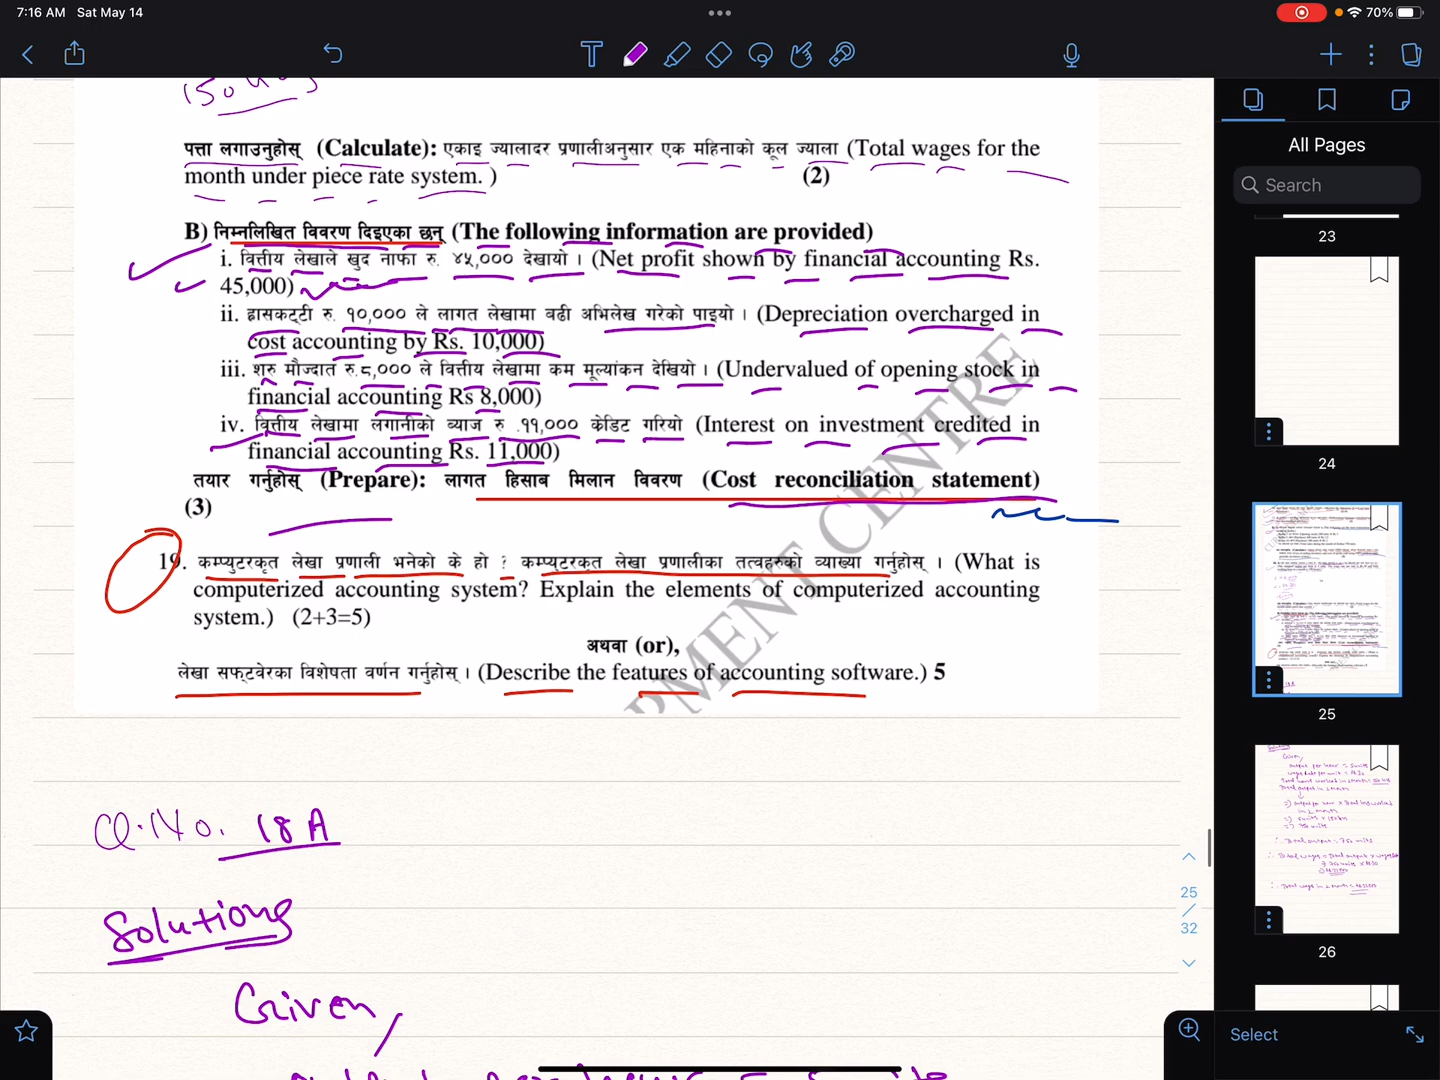 7:16 AM Sat May 14
70%
पत्ता लगाउनुहोस् (Calculate): एकाइ ज्यालादर प्रणालीअनुसार एक महिनाको कूल ज्याला (Total wages for the
month under piece rate system. ) (2)
B) निम्नलिखित विवरण दिइएका छन् (The following information are provided)
i. वित्तीय लेखाले खुद नाफा रु. ४५,००० देखायो । (Net profit shown by financial accounting Rs.
45,000)
ii. ह्रासकट्टी रु. १०,००० ले लागत लेखामा बढी अभिलेख गरेको पाइयो । (Depreciation overcharged in
cost accounting by Rs. 10,000)
iii. शरु मौज्दात रु.८,००० ले वित्तीय लेखामा कम मूल्यांकन देखियो । (Undervalued of opening stock in
financial accounting Rs 8,000)
iv. वित्तीय लेखामा लगानीको ब्याज रु .११,००० क्रेडिट गरियो (Interest on investment credited in
financial accounting Rs. 11,000)
तयार गर्नुहोस् (Prepare): लागत हिसाब मिलान विवरण (Cost reconciliation statement)
(3)
19. कम्प्युटरकृत लेखा प्रणाली भनेको के हो ? कम्प्युटरकृत लेखा प्रणालीका तत्वहरुको व्याख्या गर्नुहोस् । (What is
computerized accounting system? Explain the elements of computerized accounting
system.) (2+3=5)
अथवा (or),
लेखा सफ्टवेरका विशेषता वर्णन गर्नुहोस् । (Describe the features of accounting software.) 5
Q.No. 18A
Solutions
Given,
All Pages
Search
23
24
25
26
25
32
Select